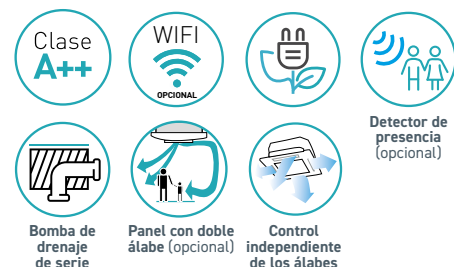 Clase
A++
WIFI
OPCIONAL
Detector de
presencia
(opcional)
Bomba de
drenaje
de serie
Panel con doble
álabe (opcional)
Control
independiente
de los álabes